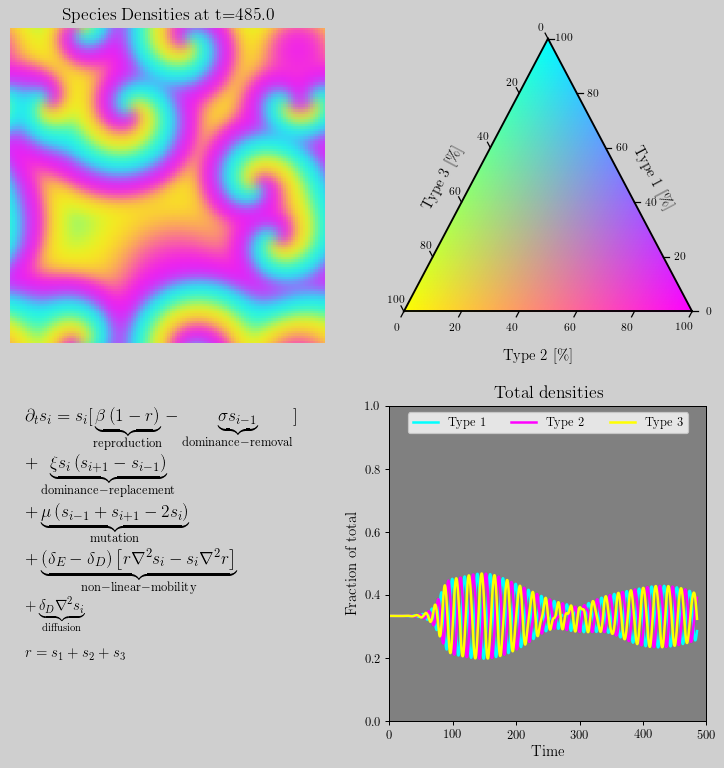 Species Densities at t=485.0
0
100
20
80
40
60
Type 3 [%]
Type 1 [%]
60
40
80
20
100
0
0
20
40
60
80
100
Type 2 [%]
∂ₜsᵢ = sᵢ[ β (1 − r) − σsᵢ₋₁ ]
reproduction dominance−removal
+ ξsᵢ (sᵢ₊₁ − sᵢ₋₁)
dominance−replacement
+ μ (sᵢ₋₁ + sᵢ₊₁ − 2sᵢ)
mutation
+ (δ_E − δ_D) [r∇²sᵢ − sᵢ∇²r]
non−linear−mobility
+ δ_D∇²sᵢ
diffusion
r = s₁ + s₂ + s₃
Total densities
Type 1 Type 2 Type 3
Fraction of total
1.0
0.8
0.6
0.4
0.2
0.0
0 100 200 300 400 500
Time